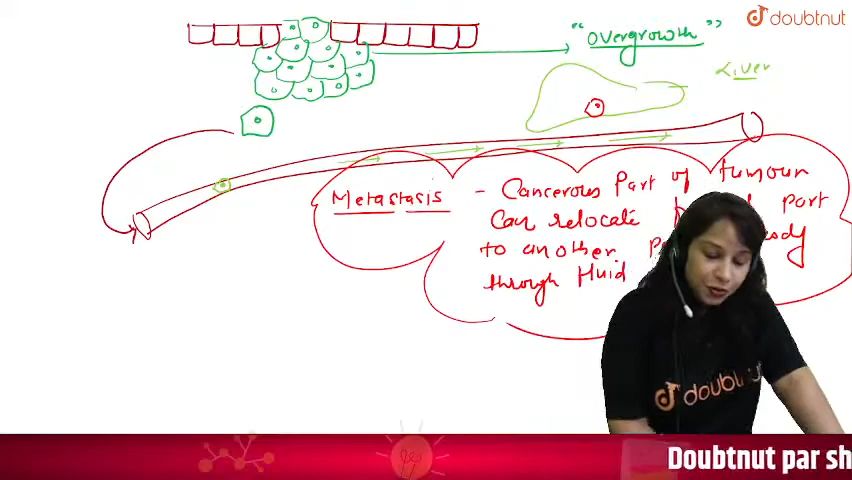 doubtnut
"overgrowth"
Liver
Metastasis - Cancerous Part of tumour
Can relocate part
to another body
through fluid
doubtnut
Doubtnut par sh